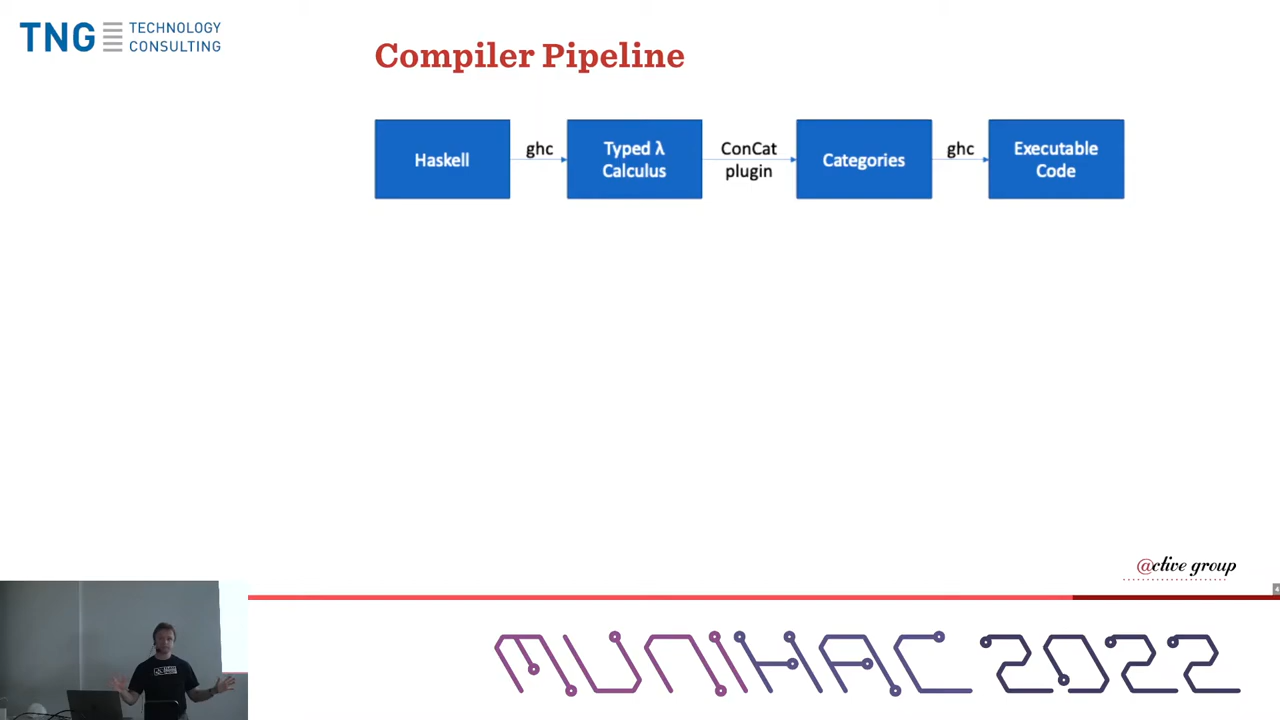 TNG TECHNOLOGY
CONSULTING
Compiler Pipeline
Haskell
ghc
Typed λ
Calculus
ConCat
plugin
Categories
ghc
Executable
Code
@ctive group
MUNIHAC 2022